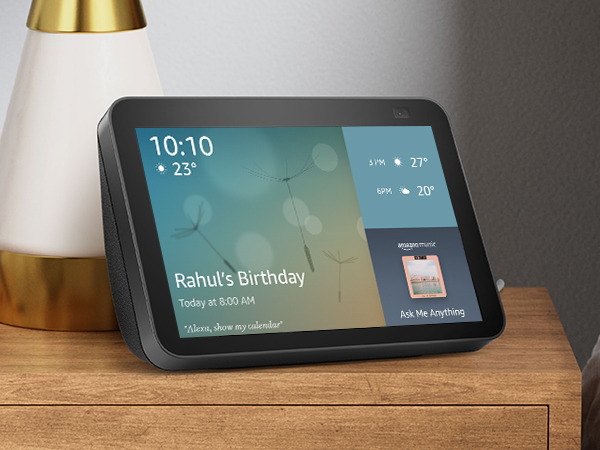 10:10
23°
3 PM 27°
6PM 20°
amazon music
Ask Me Anything
Rahul's Birthday
Today at 8:00 AM
"Alexa, show my calendar"